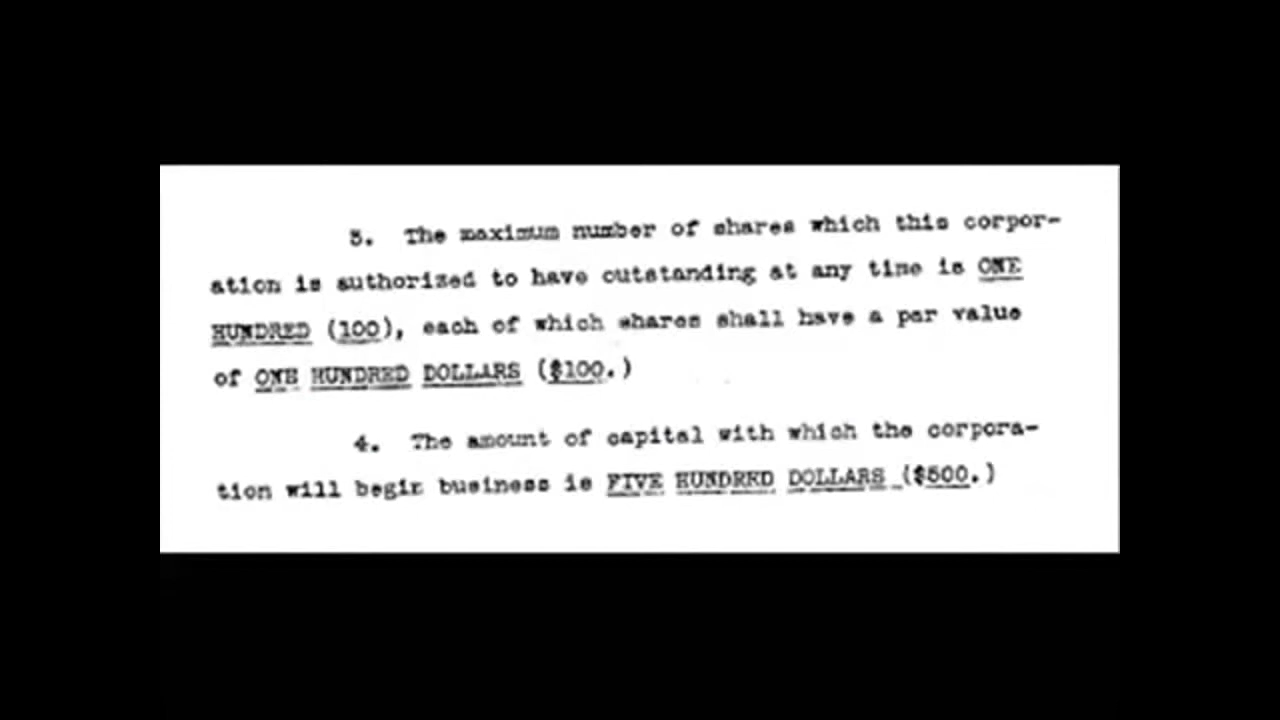 3. The maximum number of shares which this corpor-
ation is authorized to have outstanding at any time is ONE
HUNDRED (100), each of which shares shall have a par value
of ONE HUNDRED DOLLARS ($100.)
4. The amount of capital with which the corpora-
tion will begin business is FIVE HUNDRED DOLLARS ($500.)